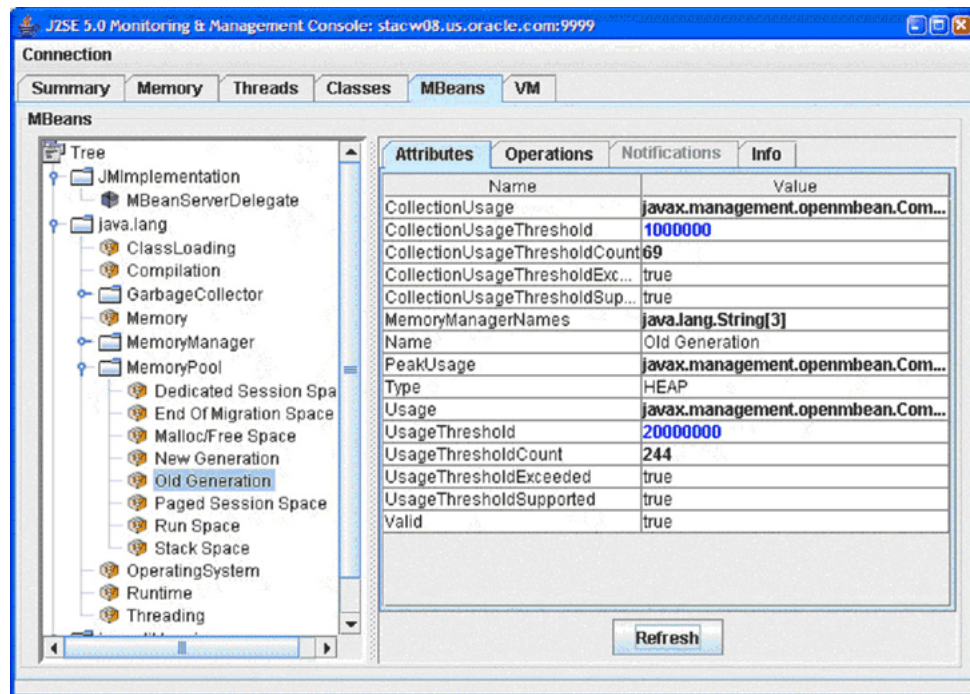 J2SE 5.0 Monitoring & Management Console: stacw08.us.oracle.com:9999
Connection
Summary Memory Threads Classes MBeans VM
MBeans
Tree
JMImplementation
MBeanServerDelegate
java.lang
ClassLoading
Compilation
GarbageCollector
Memory
MemoryManager
MemoryPool
Dedicated Session Spa
End Of Migration Space
Malloc/Free Space
New Generation
Old Generation
Paged Session Space
Run Space
Stack Space
OperatingSystem
Runtime
Threading
Attributes Operations Notifications Info
Name Value
CollectionUsage javax.management.openmbean.Com...
CollectionUsageThreshold 1000000
CollectionUsageThresholdCount 69
CollectionUsageThresholdExc... true
CollectionUsageThresholdSup... true
MemoryManagerNames java.lang.String[3]
Name Old Generation
PeakUsage javax.management.openmbean.Com...
Type HEAP
Usage javax.management.openmbean.Com...
UsageThreshold 20000000
UsageThresholdCount 244
UsageThresholdExceeded true
UsageThresholdSupported true
Valid true
Refresh